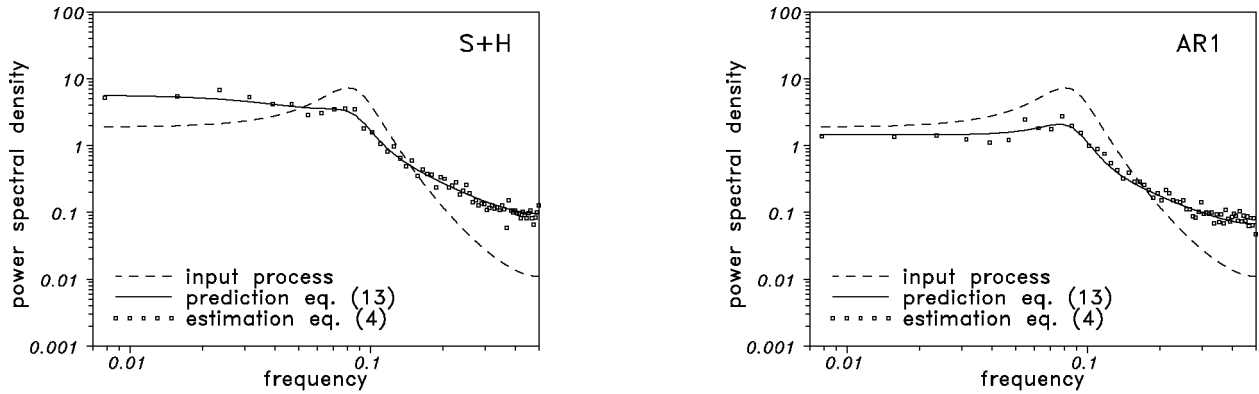 100
10
1
0.1
0.01
0.001
power spectral density
S+H
input process
prediction eq. (13)
estimation eq. (4)
0.01
0.1
frequency
100
10
1
0.1
0.01
0.001
power spectral density
AR1
input process
prediction eq. (13)
estimation eq. (4)
0.01
0.1
frequency